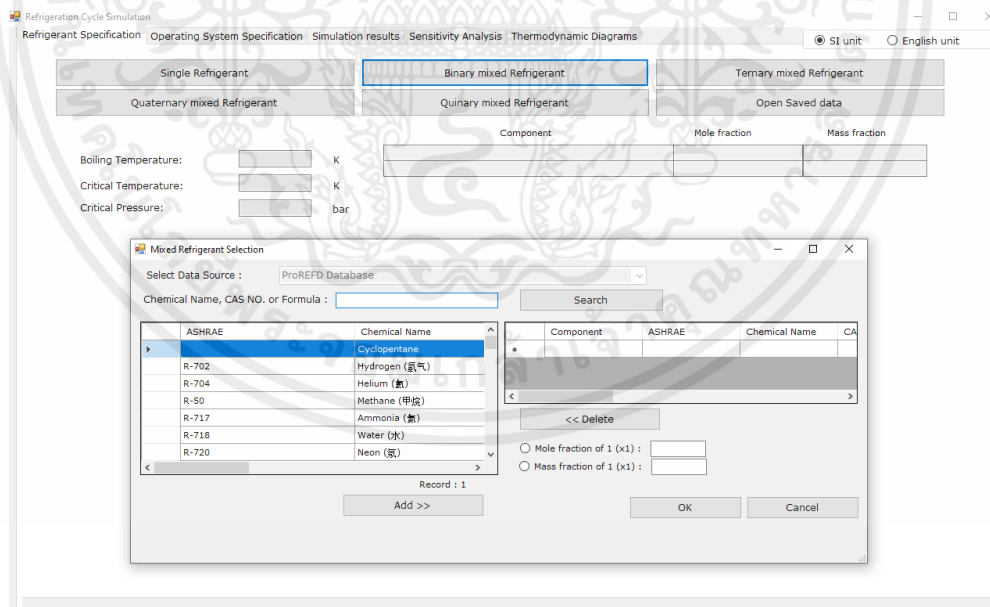 Refrigeration Cycle Simulation
Refrigerant Specification Operating System Specification Simulation results Sensitivity Analysis Thermodynamic Diagrams SI unit English unit
Single Refrigerant Binary mixed Refrigerant Ternary mixed Refrigerant
Quaternary mixed Refrigerant Quinary mixed Refrigerant Open Saved data
Component Mole fraction Mass fraction
Boiling Temperature: K
Critical Temperature: K
Critical Pressure: bar
Mixed Refrigerant Selection
Select Data Source : ProREFD Database
Chemical Name, CAS NO. or Formula : Search
ASHRAE Chemical Name Component ASHRAE Chemical Name CA
Cyclopentane
R-702 Hydrogen (氢气)
R-704 Helium (氦)
R-50 Methane (甲烷)
R-717 Ammonia (氨)
R-718 Water (水)
R-720 Neon (氖)
<< Delete
Mole fraction of 1 (x1) :
Mass fraction of 1 (x1) :
Record : 1
Add >> OK Cancel